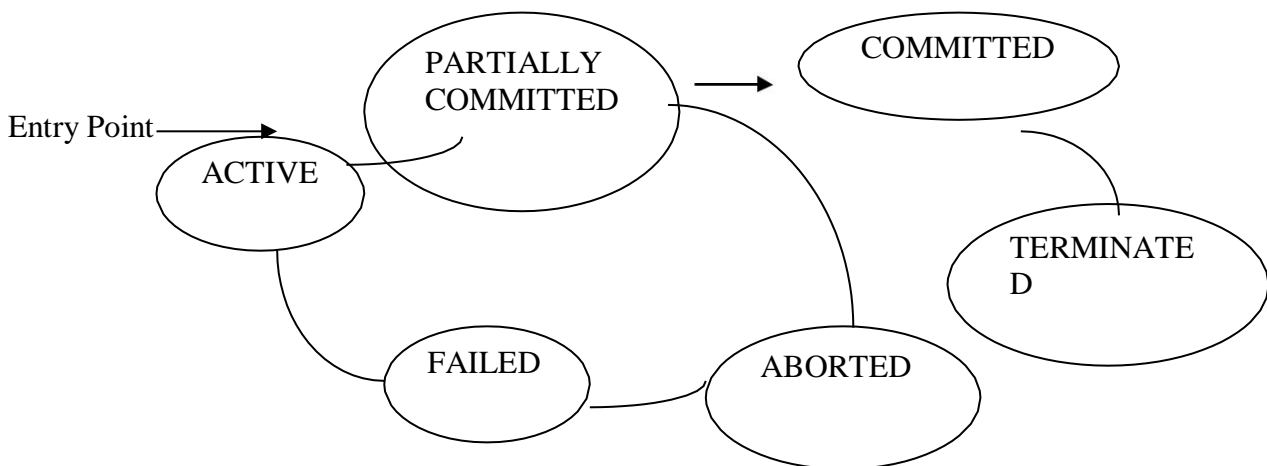 COMMITTED
PARTIALLY
COMMITTED
Entry Point
ACTIVE
TERMINATE
D
FAILED
ABORTED